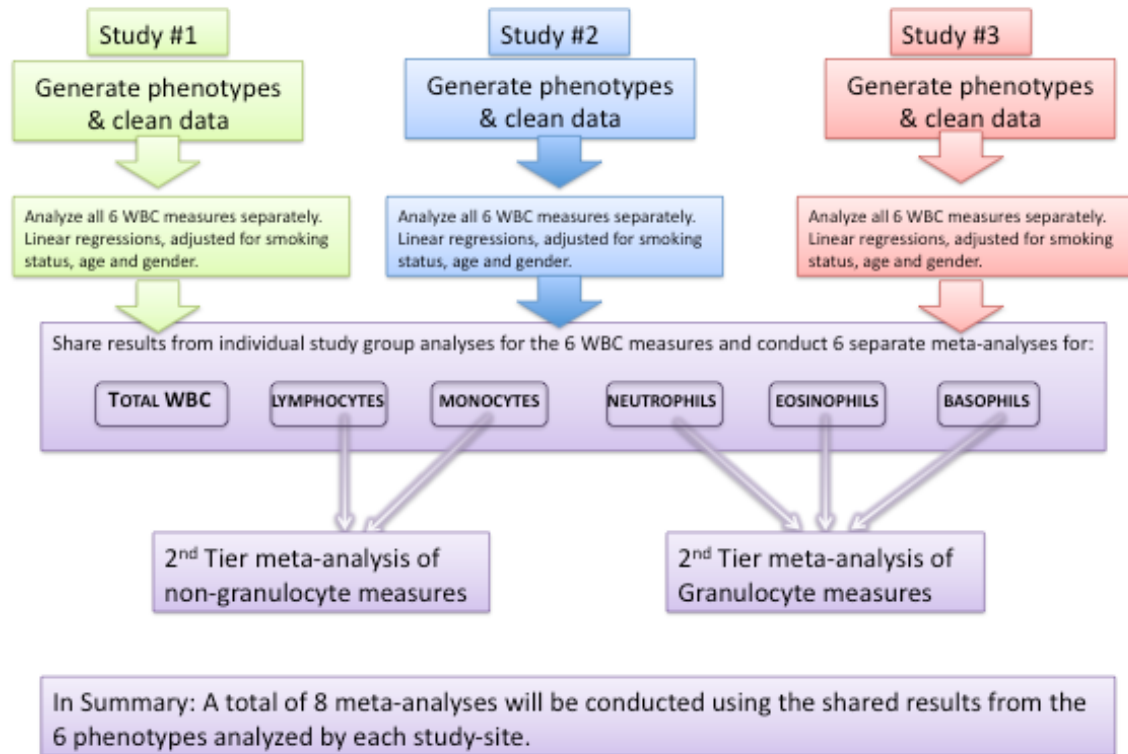 Study #1
Generate phenotypes
& clean data
Analyze all 6 WBC measures separately.
Linear regressions, adjusted for smoking
status, age and gender.
Study #2
Generate phenotypes
& clean data
Analyze all 6 WBC measures separately.
Linear regressions, adjusted for smoking
status, age and gender.
Study #3
Generate phenotypes
& clean data
Analyze all 6 WBC measures separately.
Linear regressions, adjusted for smoking
status, age and gender.
Share results from individual study group analyses for the 6 WBC measures and conduct 6 separate meta-analyses for:
TOTAL WBC
LYMPHOCYTES
MONOCYTES
NEUTROPHILS
EOSINOPHILS
BASOPHILS
2nd Tier meta-analysis of
non-granulocyte measures
2nd Tier meta-analysis of
Granulocyte measures
In Summary: A total of 8 meta-analyses will be conducted using the shared results from the
6 phenotypes analyzed by each study-site.